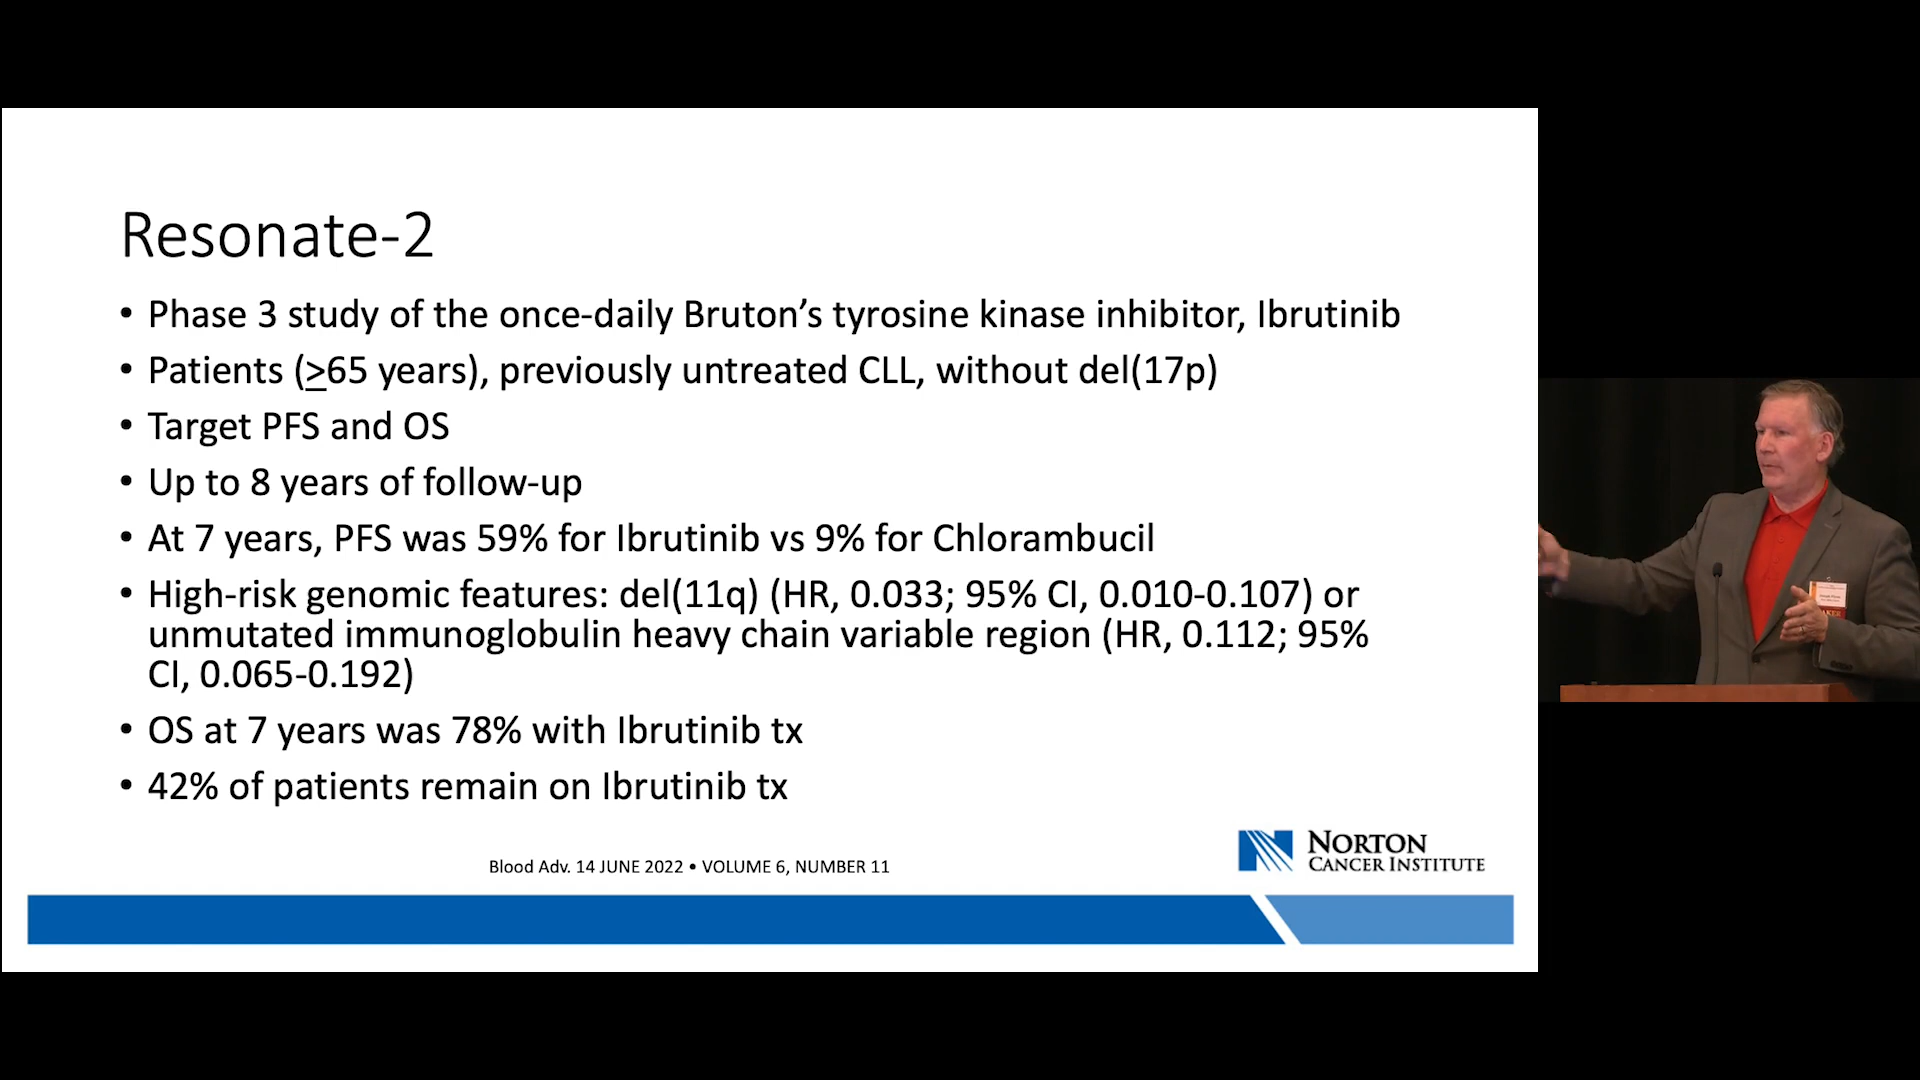 Resonate-2
• Phase 3 study of the once-daily Bruton’s tyrosine kinase inhibitor, Ibrutinib
• Patients (≥65 years), previously untreated CLL, without del(17p)
• Target PFS and OS
• Up to 8 years of follow-up
• At 7 years, PFS was 59% for Ibrutinib vs 9% for Chlorambucil
• High-risk genomic features: del(11q) (HR, 0.033; 95% CI, 0.010-0.107) or
unmutated immunoglobulin heavy chain variable region (HR, 0.112; 95%
CI, 0.065-0.192)
• OS at 7 years was 78% with Ibrutinib tx
• 42% of patients remain on Ibrutinib tx
Blood Adv. 14 JUNE 2022 • VOLUME 6, NUMBER 11
NORTON
CANCER INSTITUTE